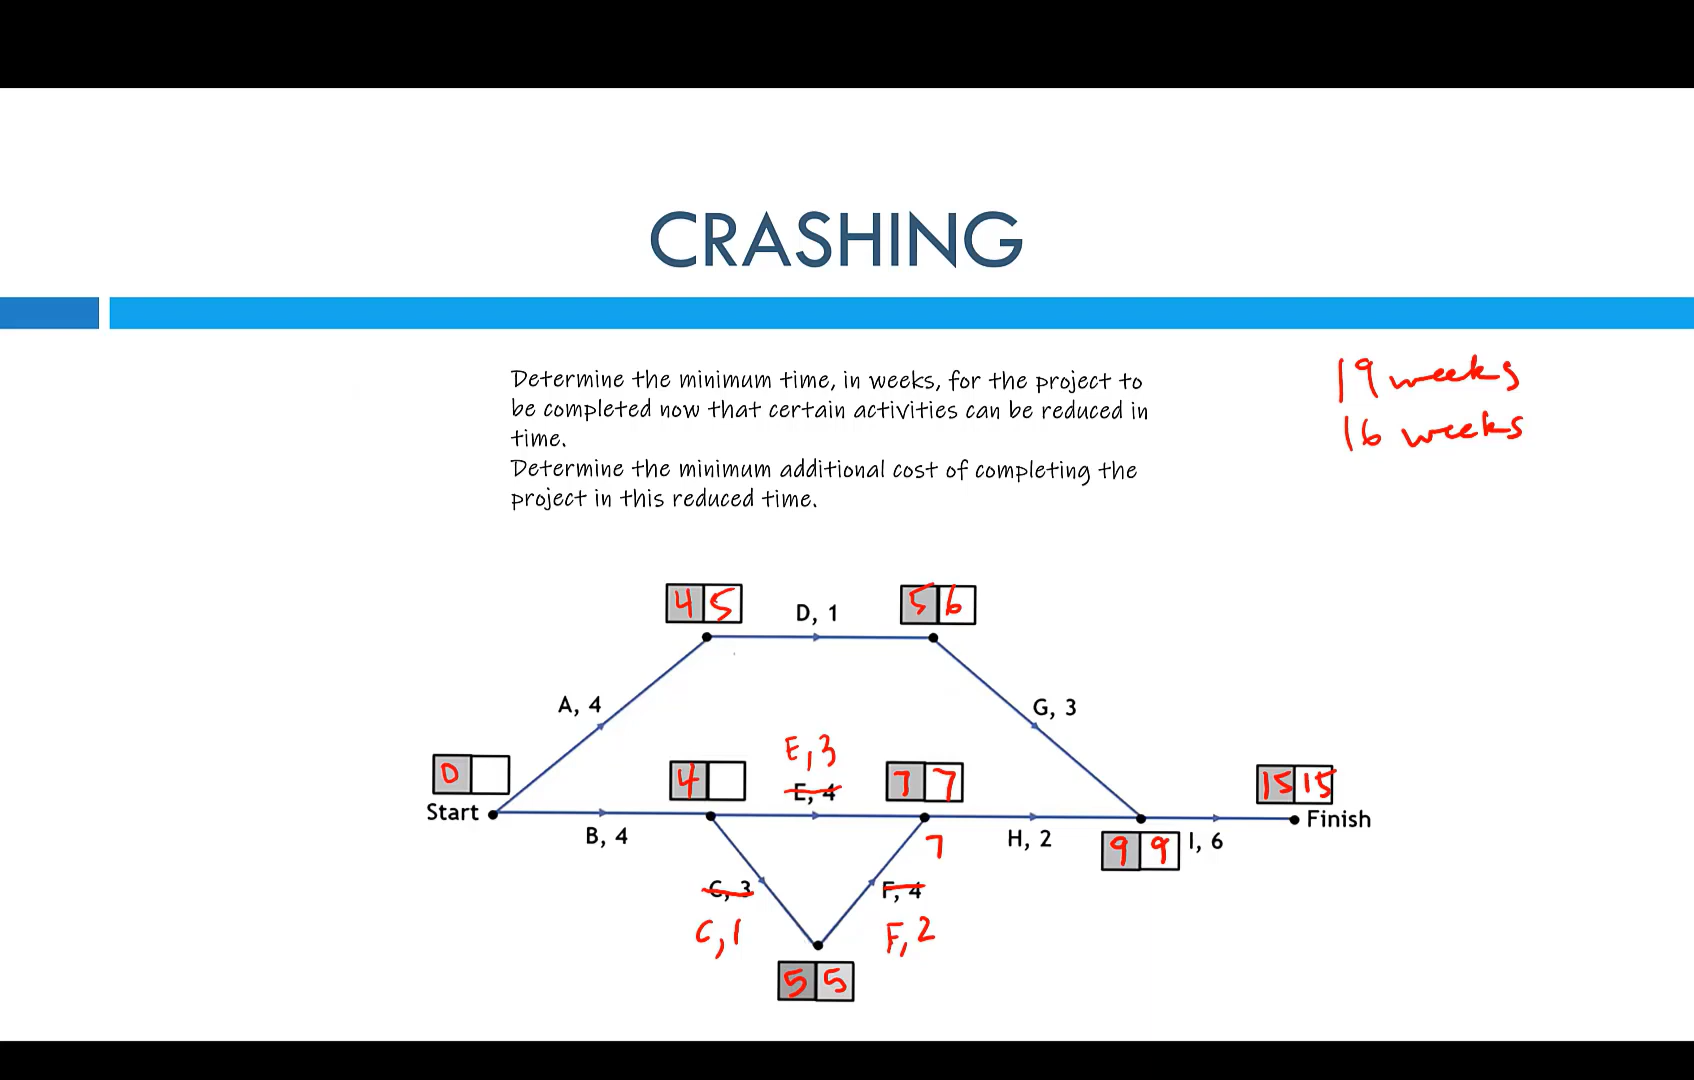 CRASHING
Determine the minimum time, in weeks, for the project to
be completed now that certain activities can be reduced in
time.
Determine the minimum additional cost of completing the
project in this reduced time.
19 weeks
16 weeks
4 5
D, 1
5 6
A, 4
G, 3
E, 3
0
4
E, 4
7 7
15 15
Start
Finish
B, 4
7
H, 2
9 9
I, 6
C, 3
F, 4
C, 1
F, 2
5 5